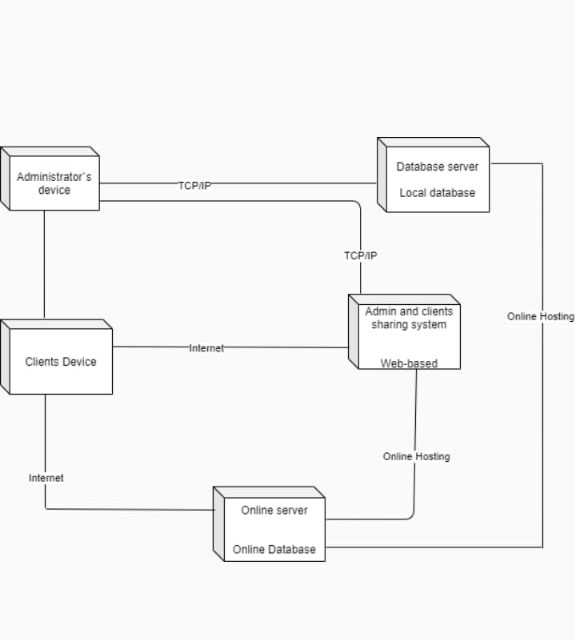 Administrator's
device
TCP/IP
Database server
Local database
TCP/IP
Admin and clients
sharing system
Web-based
Online Hosting
Clients Device
Internet
Online Hosting
Internet
Online server
Online Database